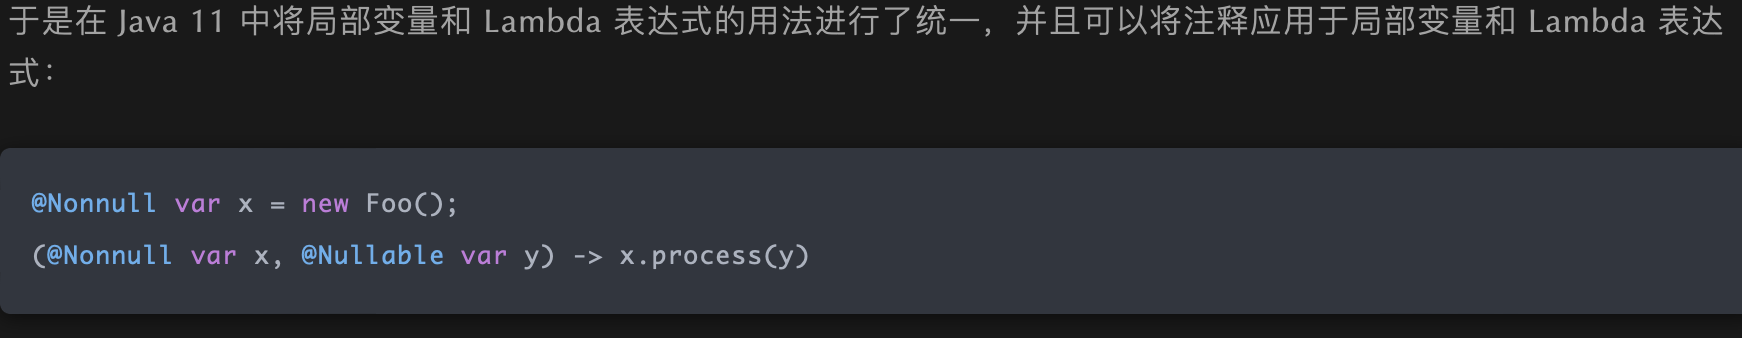 于是在 Java 11 中将局部变量和 Lambda 表达式的用法进行了统一，并且可以将注释应用于局部变量和 Lambda 表达
式：
@Nonnull var x = new Foo();
(@Nonnull var x, @Nullable var y) -> x.process(y)